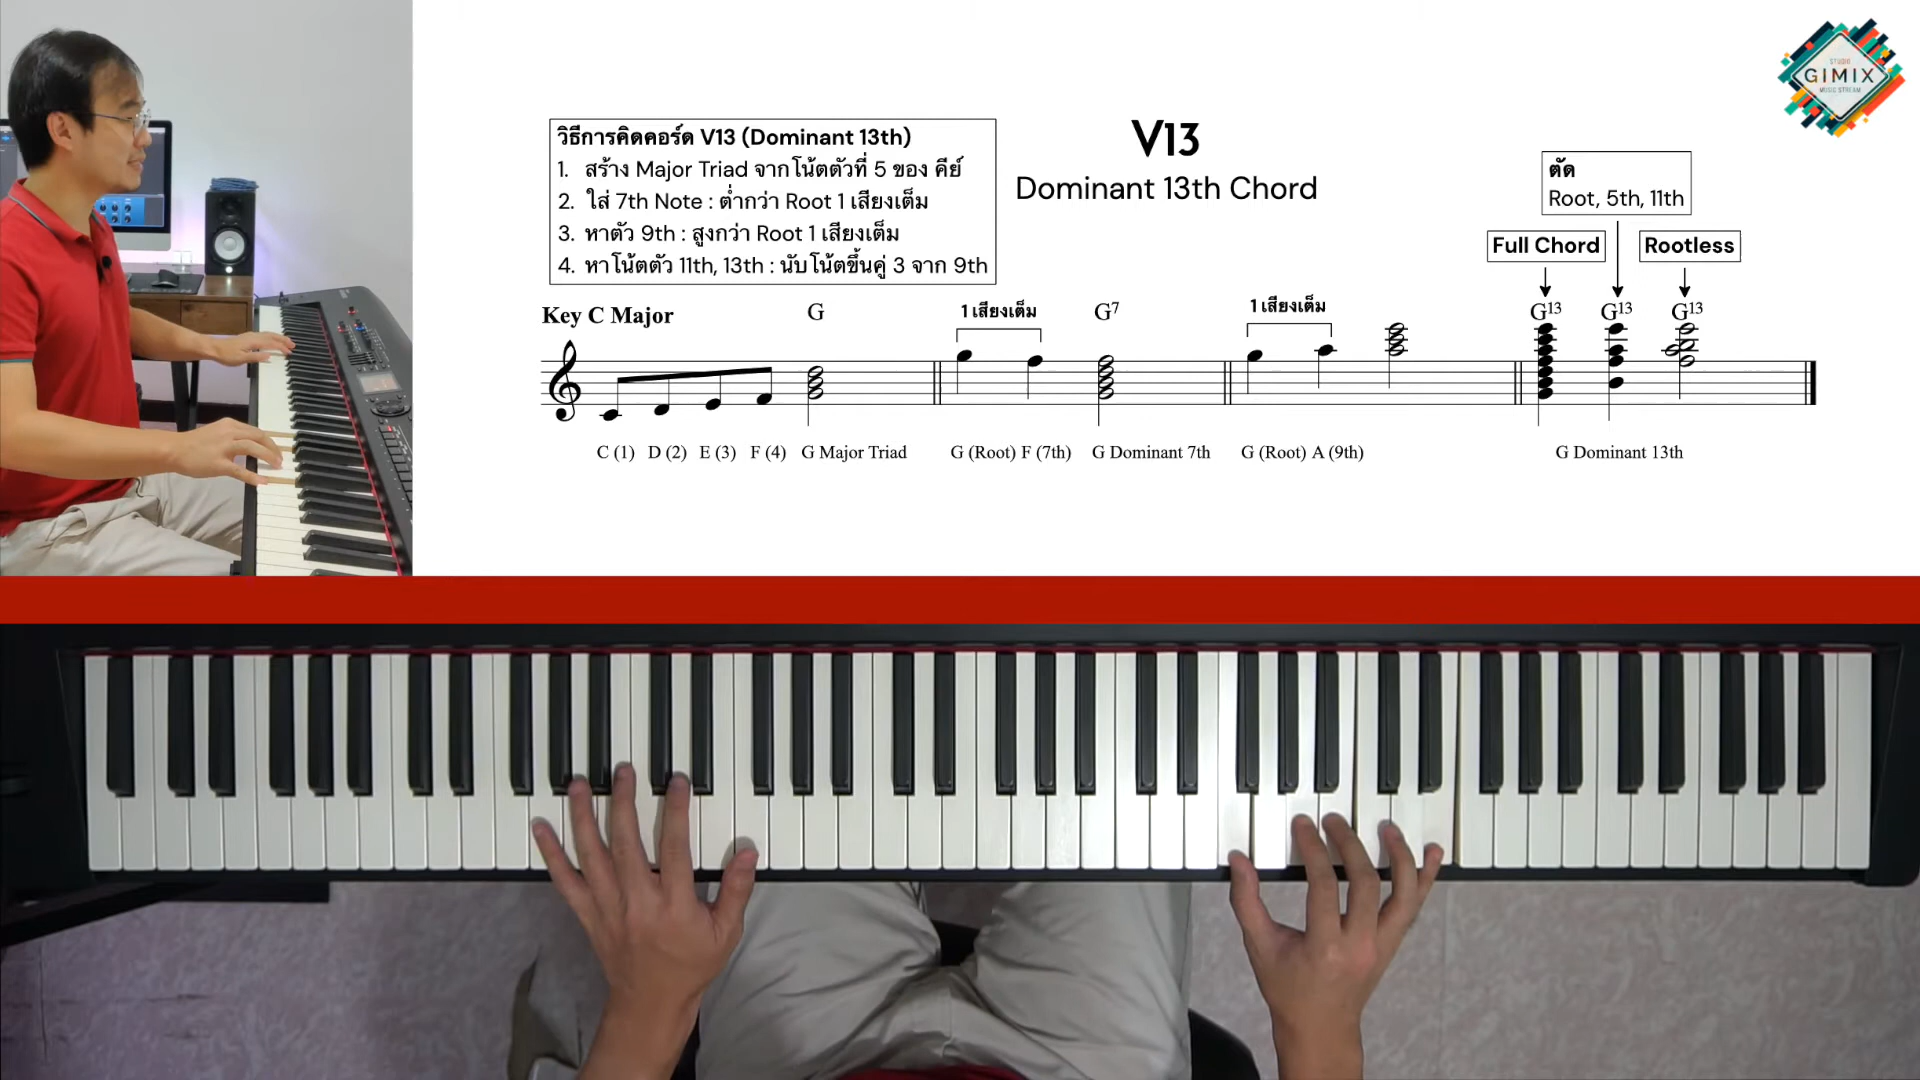 STUDIO
GIMIX
MUSIC STREAM
วิธีการคิดคอร์ด V13 (Dominant 13th)
1. สร้าง Major Triad จากโน้ตตัวที่ 5 ของ คีย์
2. ใส่ 7th Note : ต่ำกว่า Root 1 เสียงเต็ม
3. หาตัว 9th : สูงกว่า Root 1 เสียงเต็ม
4. หาโน้ตตัว 11th, 13th : นับโน้ตขึ้นคู่ 3 จาก 9th
V13
Dominant 13th Chord
ตัด
Root, 5th, 11th
Full Chord
Rootless
Key C Major
G
1 เสียงเต็ม
G7
1 เสียงเต็ม
G13
G13
G13
C (1) D (2) E (3) F (4) G Major Triad
G (Root) F (7th) G Dominant 7th
G (Root) A (9th)
G Dominant 13th